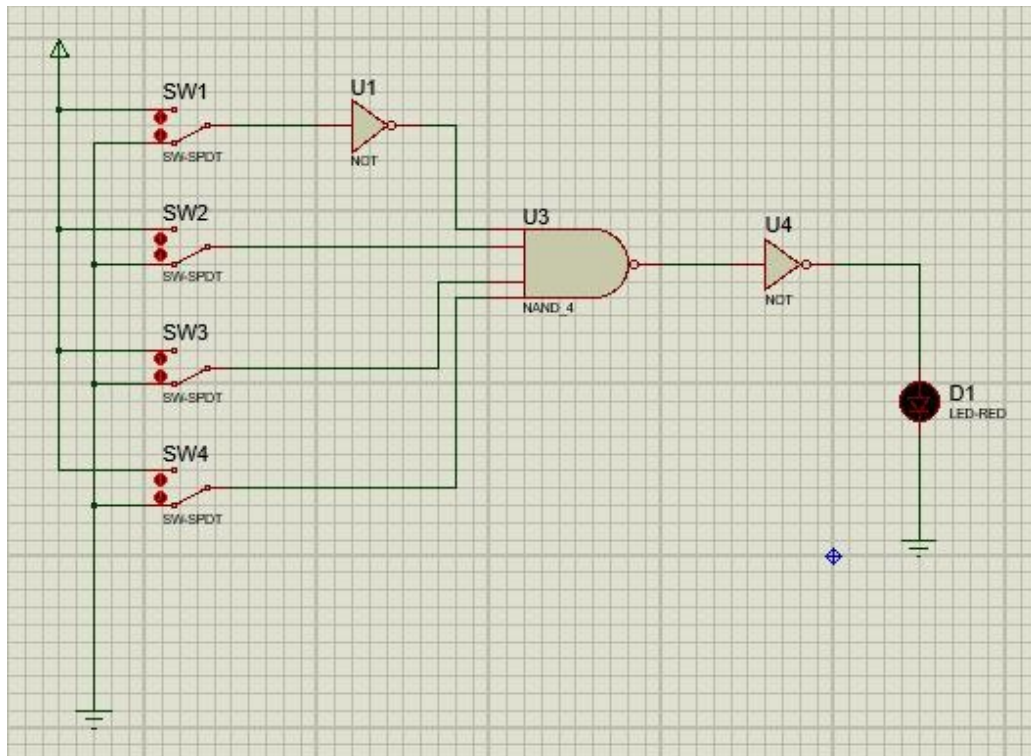 SW1
SW-SPDT
U1
NOT
SW2
SW-SPDT
U3
NAND_4
U4
NOT
SW3
SW-SPDT
D1
LED-RED
SW4
SW-SPDT